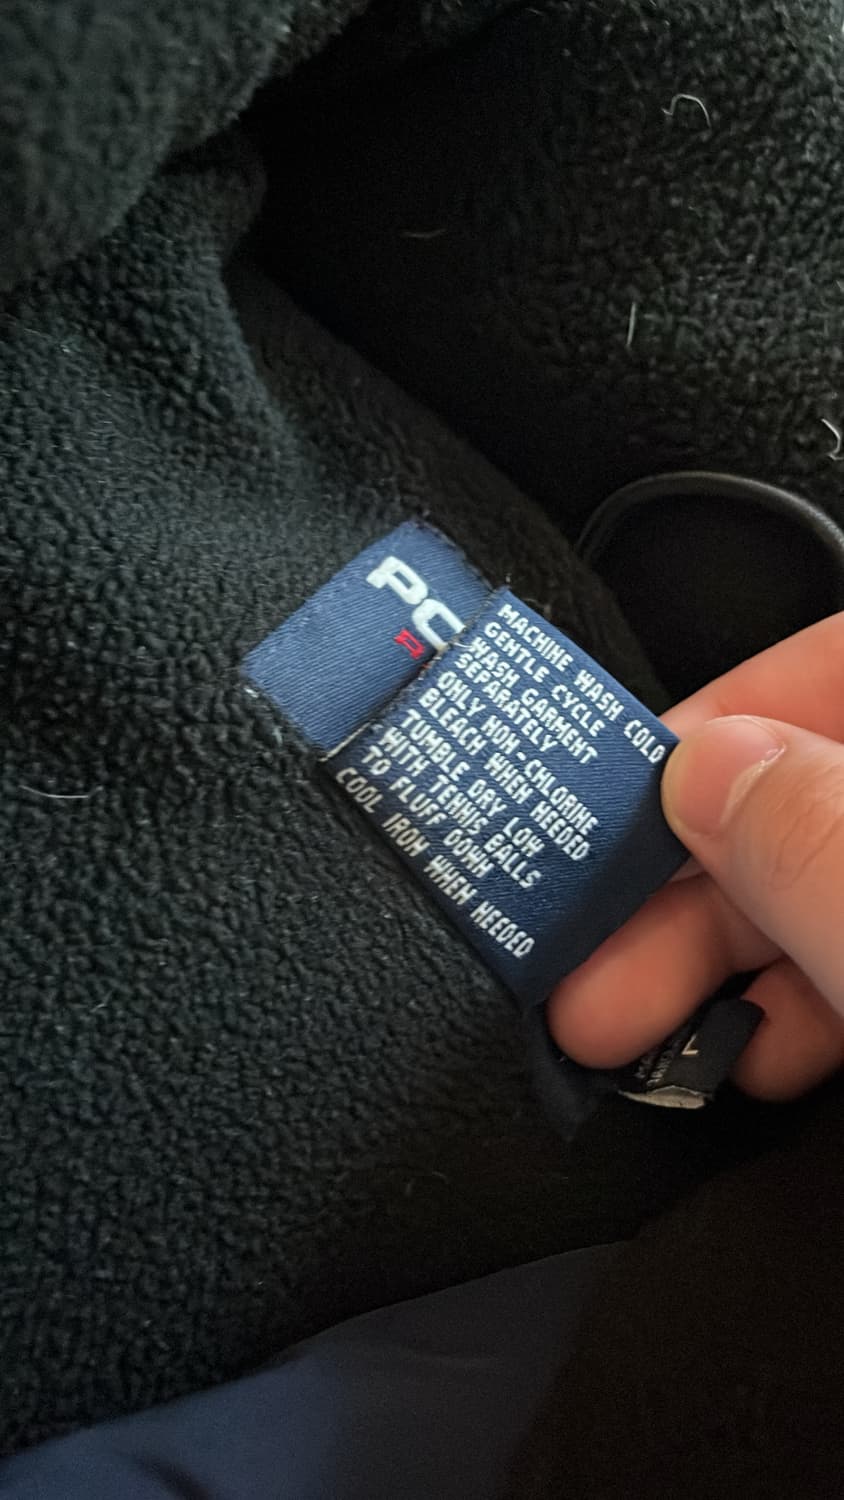 PC
MACHINE WASH COLD
GENTLE CYCLE
WASH GARMENT
SEPARATELY
ONLY NON-CHLORINE
BLEACH WHEN NEEDED
TUMBLE DRY LOW
WITH TENNIS BALLS
TO FLUFF DOWN
COOL IRON WHEN NEEDED